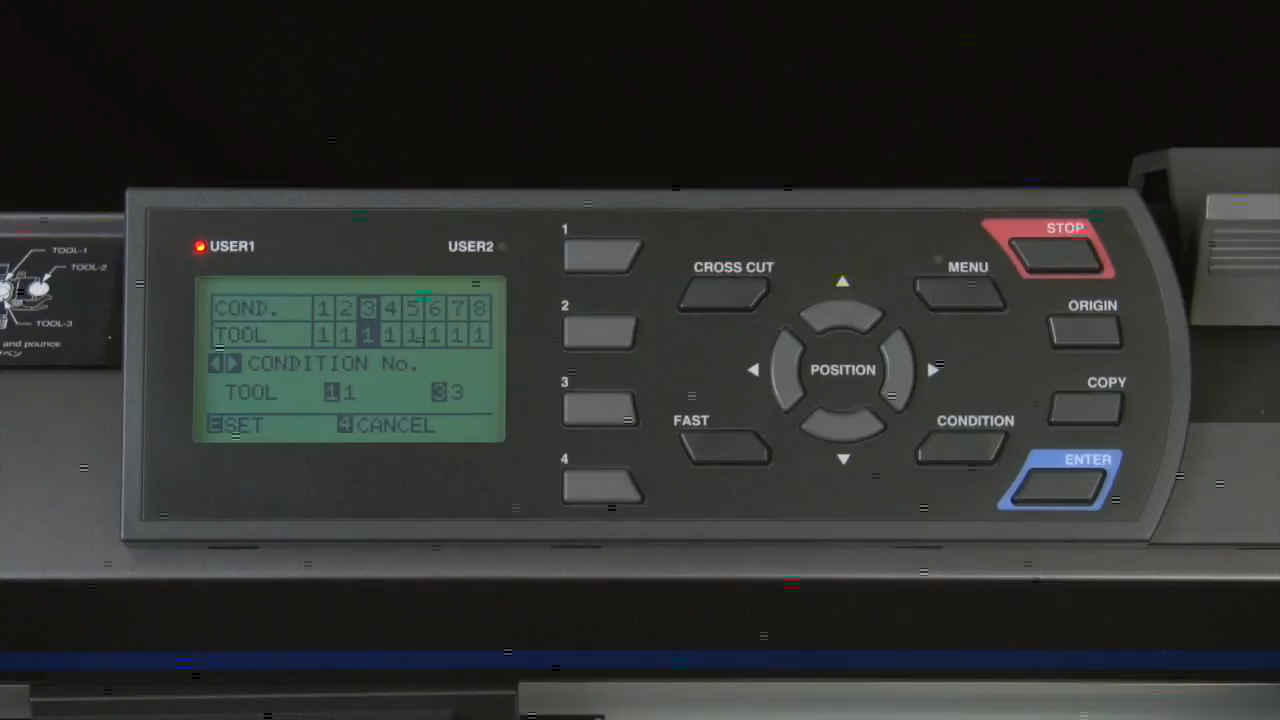 TOOL-1
TOOL-2
TOOL-3
and pounce
ペン
USER1
USER2
COND. 1 2 3 4 5 6 7 8
TOOL 1 1 1 1 1 1 1 1
CONDITION No.
TOOL 1 1 3 3
E SET 4 CANCEL
1
2
3
4
CROSS CUT
MENU
STOP
ORIGIN
POSITION
COPY
FAST
CONDITION
ENTER